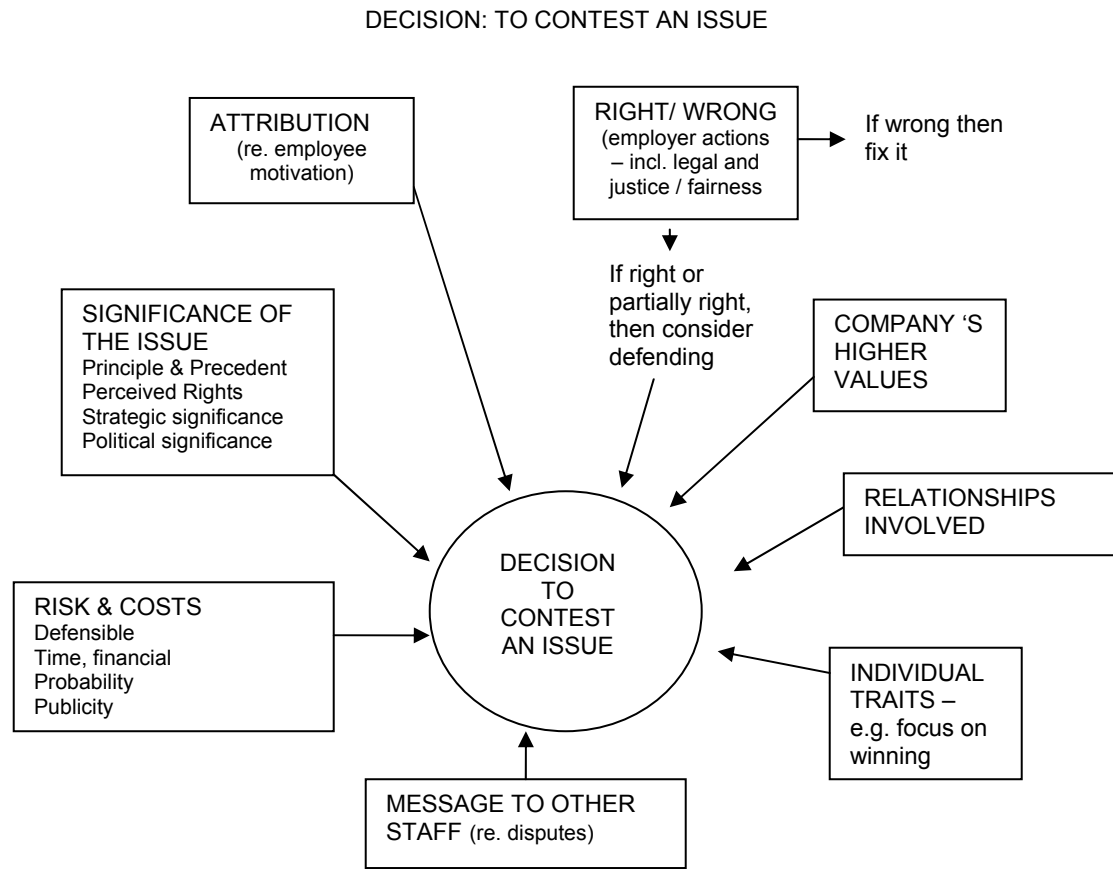 DECISION: TO CONTEST AN ISSUE
ATTRIBUTION
(re. employee
motivation)
RIGHT/ WRONG
(employer actions
– incl. legal and
justice / fairness
If wrong then
fix it
If right or
partially right,
then consider
defending
SIGNIFICANCE OF
THE ISSUE
Principle & Precedent
Perceived Rights
Strategic significance
Political significance
COMPANY ‘S
HIGHER
VALUES
RELATIONSHIPS
INVOLVED
DECISION
TO
CONTEST
AN ISSUE
RISK & COSTS
Defensible
Time, financial
Probability
Publicity
INDIVIDUAL
TRAITS –
e.g. focus on
winning
MESSAGE TO OTHER
STAFF (re. disputes)